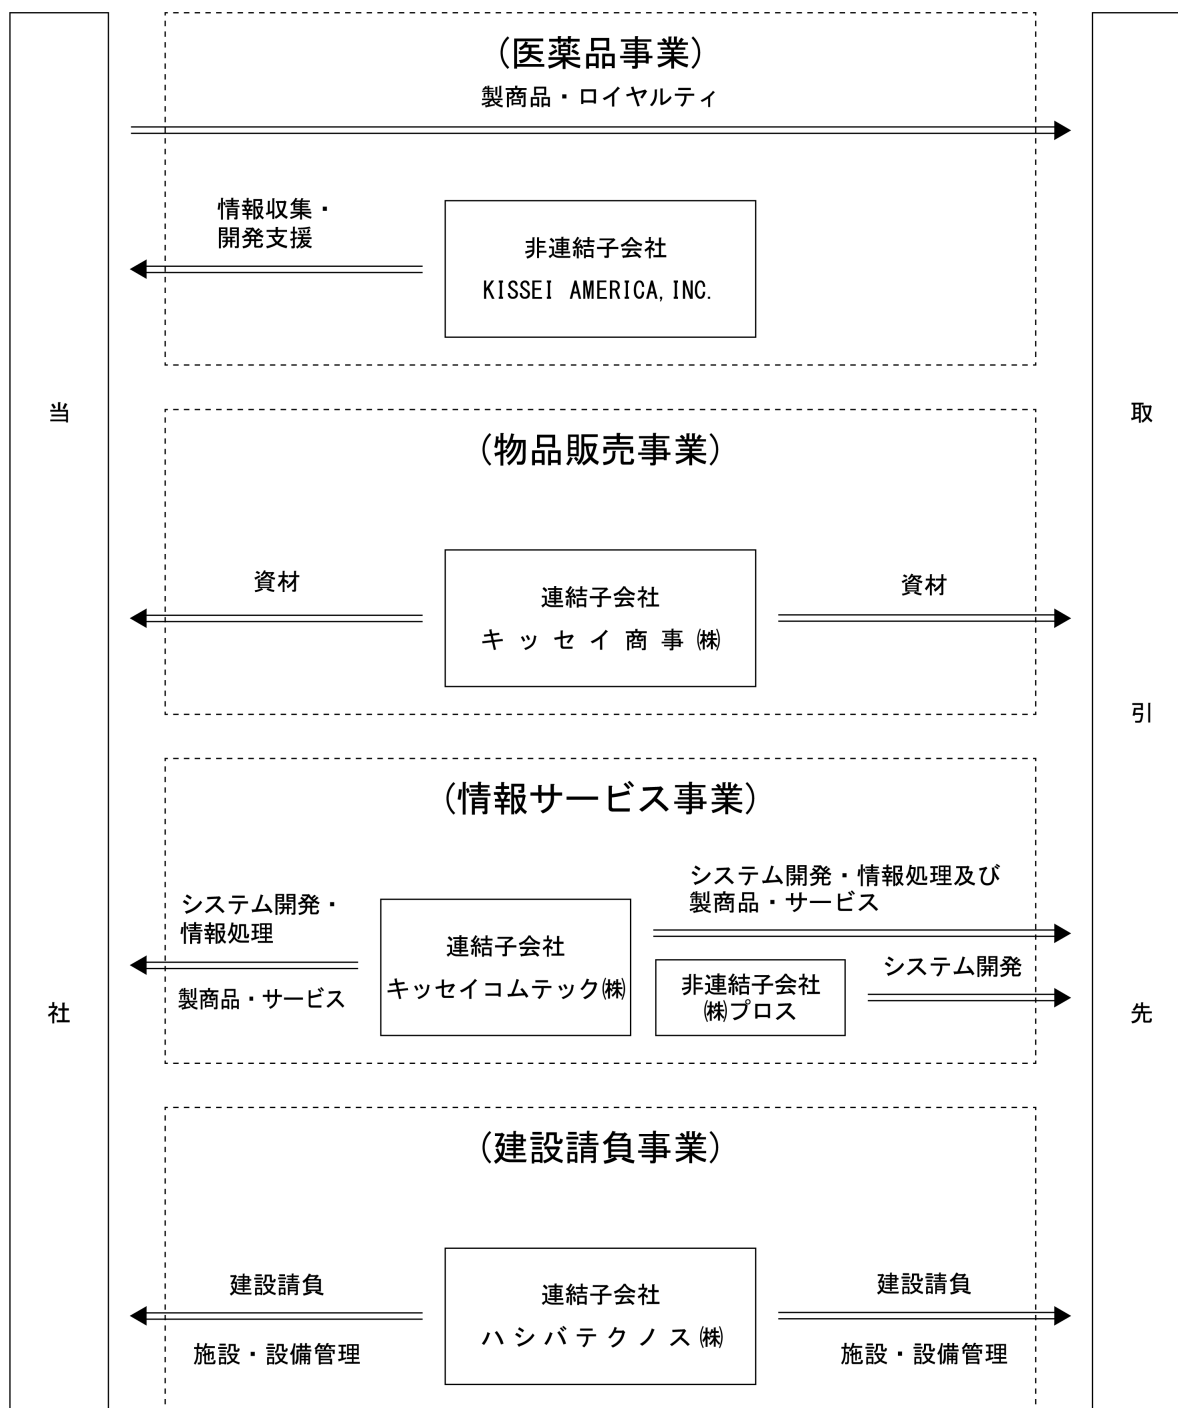 (医薬品事業)
製商品・ロイヤルティ
情報収集・
開発支援
非連結子会社
KISSEI AMERICA, INC.
当
社
取
引
先
(物品販売事業)
資材
連結子会社
キッセイ商事㈱
資材
(情報サービス事業)
システム開発・
情報処理
製商品・サービス
連結子会社
キッセイコムテック㈱
システム開発・情報処理及び
製商品・サービス
非連結子会社
㈱プロス
システム開発
(建設請負事業)
建設請負
施設・設備管理
連結子会社
ハシバテクノス㈱
建設請負
施設・設備管理